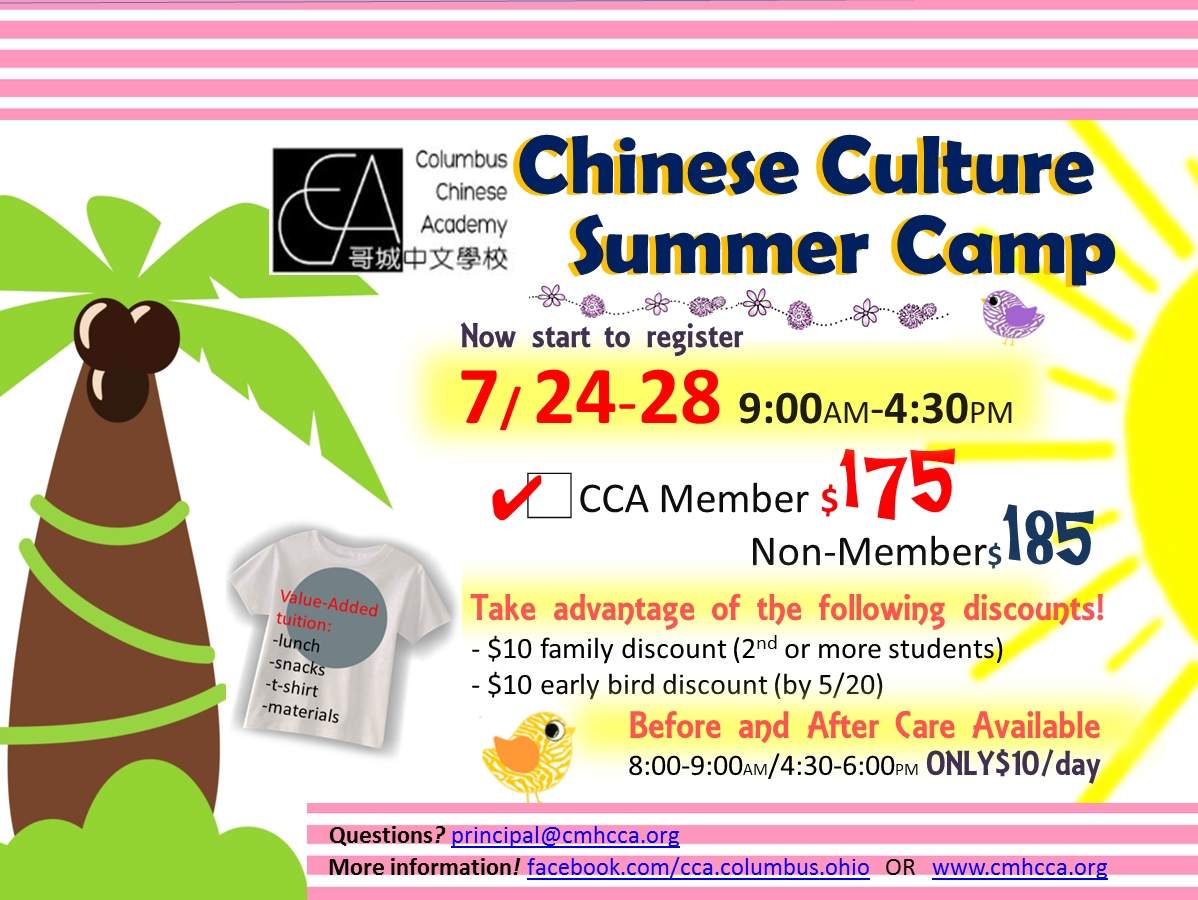 Columbus
Chinese
Academy
哥城中文學校
Chinese Culture
Summer Camp
Now start to register
7/ 24-28 9:00AM-4:30PM
CCA Member $175
Non-Member$185
Value-Added
tuition:
-lunch
-snacks
-t-shirt
-materials
Take advantage of the following discounts!
- $10 family discount (2nd or more students)
- $10 early bird discount (by 5/20)
Before and After Care Available
8:00-9:00AM/4:30-6:00PM ONLY$10/day
Questions? principal@cmhcca.org
More information! facebook.com/cca.columbus.ohio OR www.cmhcca.org